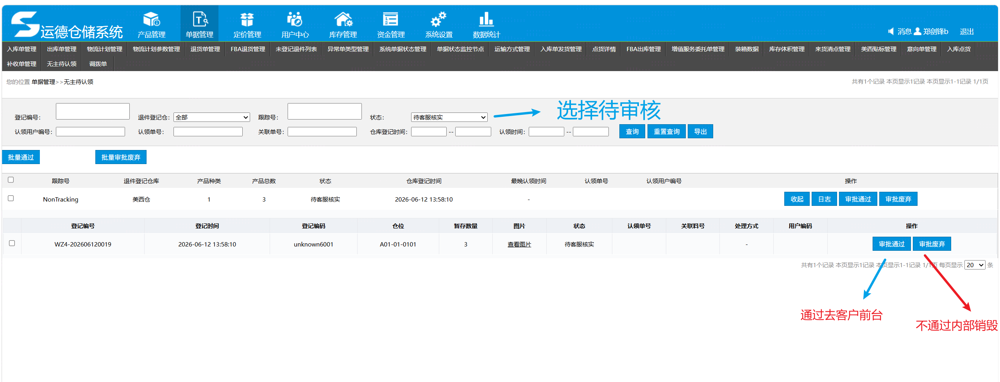 运德仓储系统
产品管理 单据管理 定价管理 用户中心 库存管理 资金管理 系统设置 数据统计
消息 郑剑锋b 退出
入库单管理 出库单管理 物流计划管理 物流计划参数管理 退货单管理 FBA退货管理 未登记退件列表 异常单类型管理 系统单据状态管理 单据状态监控节点 运输方式管理 入库单发货管理 点货详情 FBA出库管理 增值服务委托单管理 装箱数据 库存体积管理 来货清点管理 美西贴标管理 意向单管理 入库点货
补收单管理 无主待认领 调拨单
您的位置 单据管理>>无主待认领
共有1个记录 本页显示1记录 本页显示1-1记录 1/1页
登记编号： 退件登记仓： 全部 跟踪号： 状态： 待客服核实
选择待审核
认领用户编号： 认领单号： 关联单号： 仓库登记时间： -- 认领时间： -- 查询 重置查询 导出
批量通过 批量审批废弃
跟踪号 退件登记仓库 产品种类 产品总数 状态 仓库登记时间 最晚认领时间 认领单号 认领用户编号 操作
NonTracking 美西仓 1 3 待客服核实 2026-06-12 13:58:10 - 收起 日志 审批通过 审批废弃
登记编号 登记时间 登记编码 仓位 暂存数量 图片 状态 认领单号 关联料号 处理方式 用户编码 操作
WZ4-202606120019 2026-06-12 13:58:10 unknown6001 A01-01-0101 3 查看图片 待客服核实 - 审批通过 审批废弃
共有1个记录 本页显示1记录 本页显示1-1记录 1/1页 每页显示 20 条
通过去客户前台
不通过内部销毁